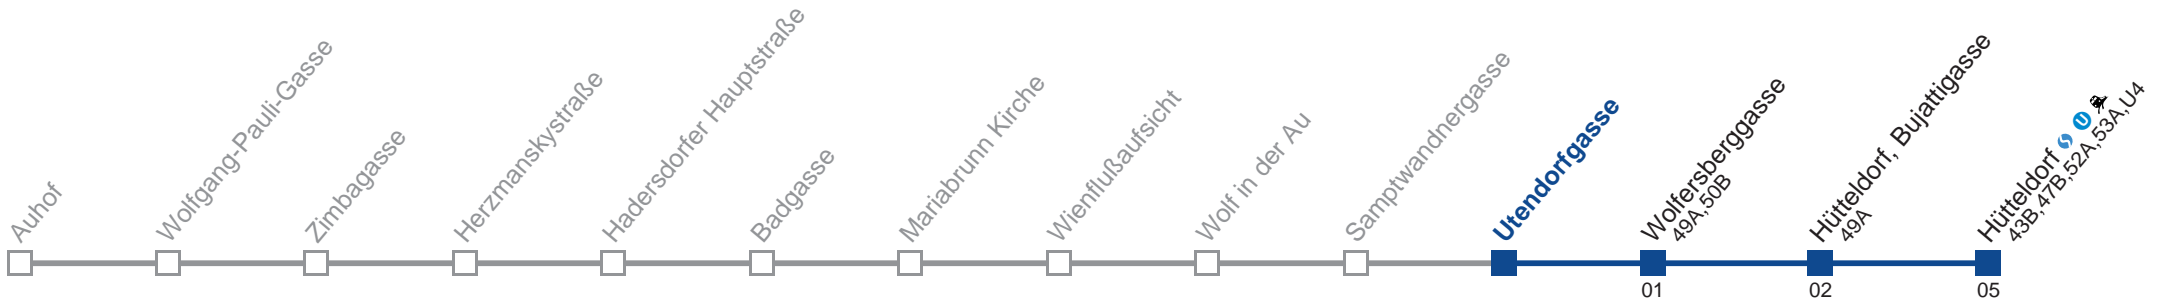 Auhof
Wolfgang-Pauli-Gasse
Zimbagasse
Herzmanskystraße
Hadersdorfer Hauptstraße
Badgasse
Mariabrunn Kirche
Wienflußaufsicht
Wolf in der Au
Samptwandnergasse
Utendorfgasse
Wolfersberggasse
49A,50B
Hütteldorf, Bujattigasse
49A
Hütteldorf U
43B,47B,52A,53A,U4
01
02
05